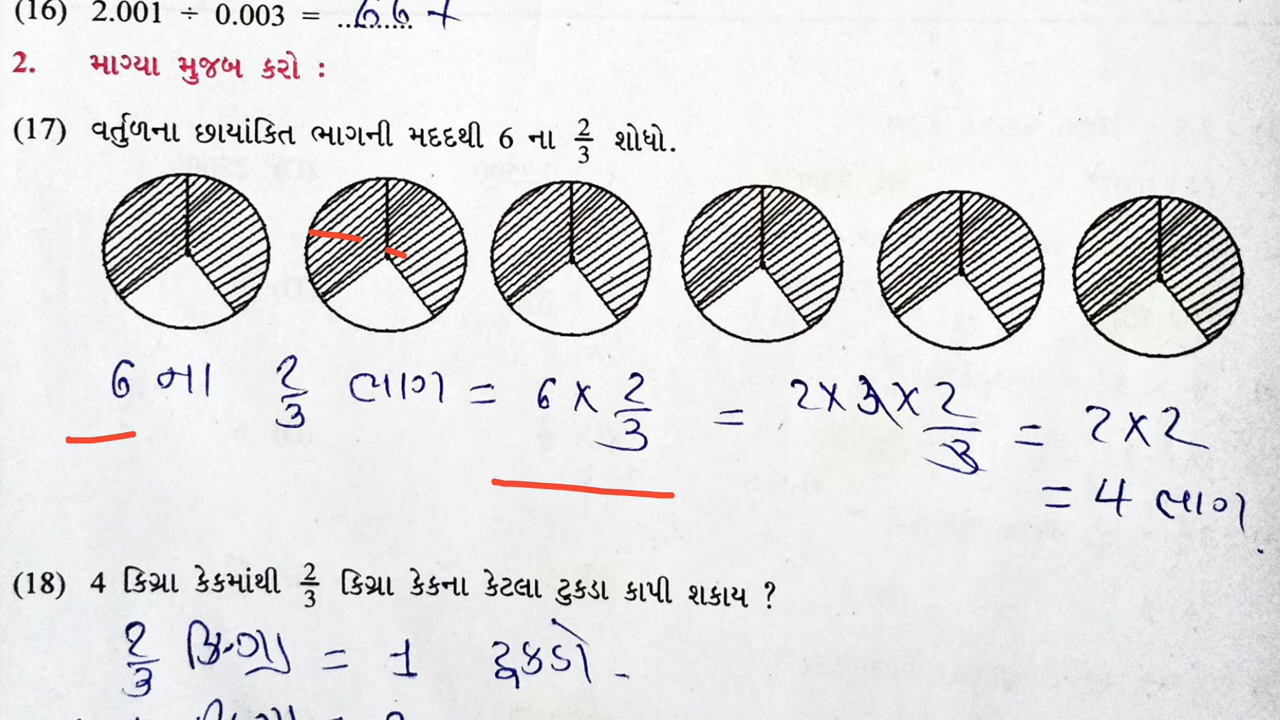 (16) 2.001 ÷ 0.003 = ..667
2. માગ્યા મુજબ કરો :
(17) વર્તુળના છાયાંકિત ભાગની મદદથી 6 ના 2/3 શોધો.
6 ના 2/3 ભાગ = 6 × 2/3 = 2 × 3 × 2/3 = 2 × 2
= 4 ભાગ
(18) 4 કિગ્રા કેકમાંથી 2/3 કિગ્રા કેકના કેટલા ટુકડા કાપી શકાય ?
2/3 કિ.ગ્રા = 1 ટુકડો